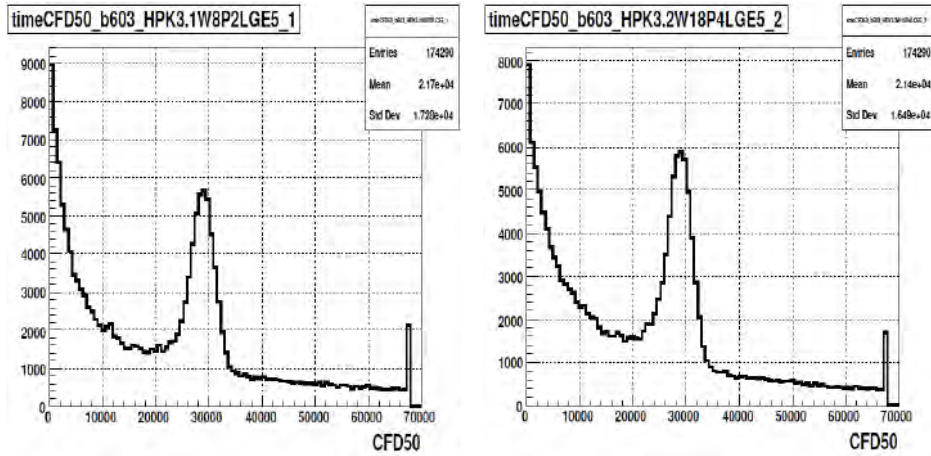 timeCFD50_b603_HPK3.1W8P2LGE5_1
Entries 174290
Mean 2.17e+04
Std Dev 1.728e+04
9000
8000
7000
6000
5000
4000
3000
2000
1000
0
0 10000 20000 30000 40000 50000 60000 70000
CFD50
timeCFD50_b603_HPK3.2W18P4LGE5_2
Entries 174290
Mean 2.14e+04
Std Dev 1.649e+04
8000
7000
6000
5000
4000
3000
2000
1000
0
0 10000 20000 30000 40000 50000 60000 70000
CFD50